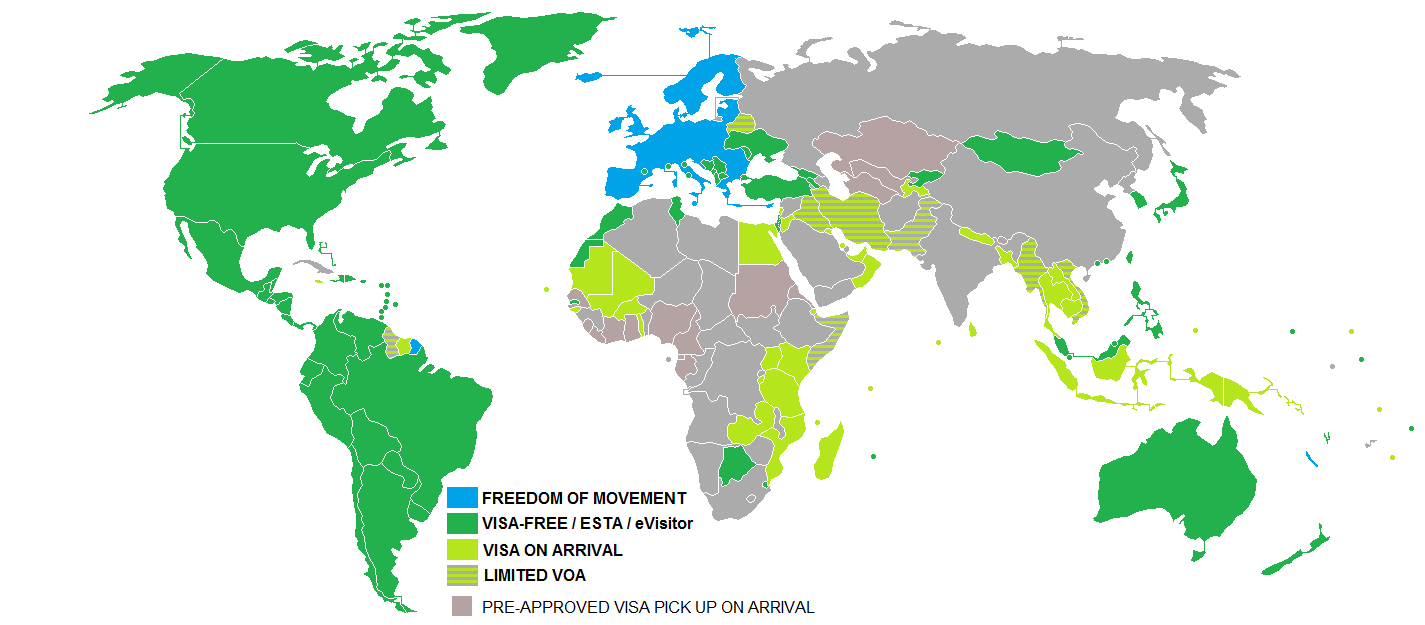 FREEDOM OF MOVEMENT
VISA-FREE / ESTA / eVisitor
VISA ON ARRIVAL
LIMITED VOA
PRE-APPROVED VISA PICK UP ON ARRIVAL